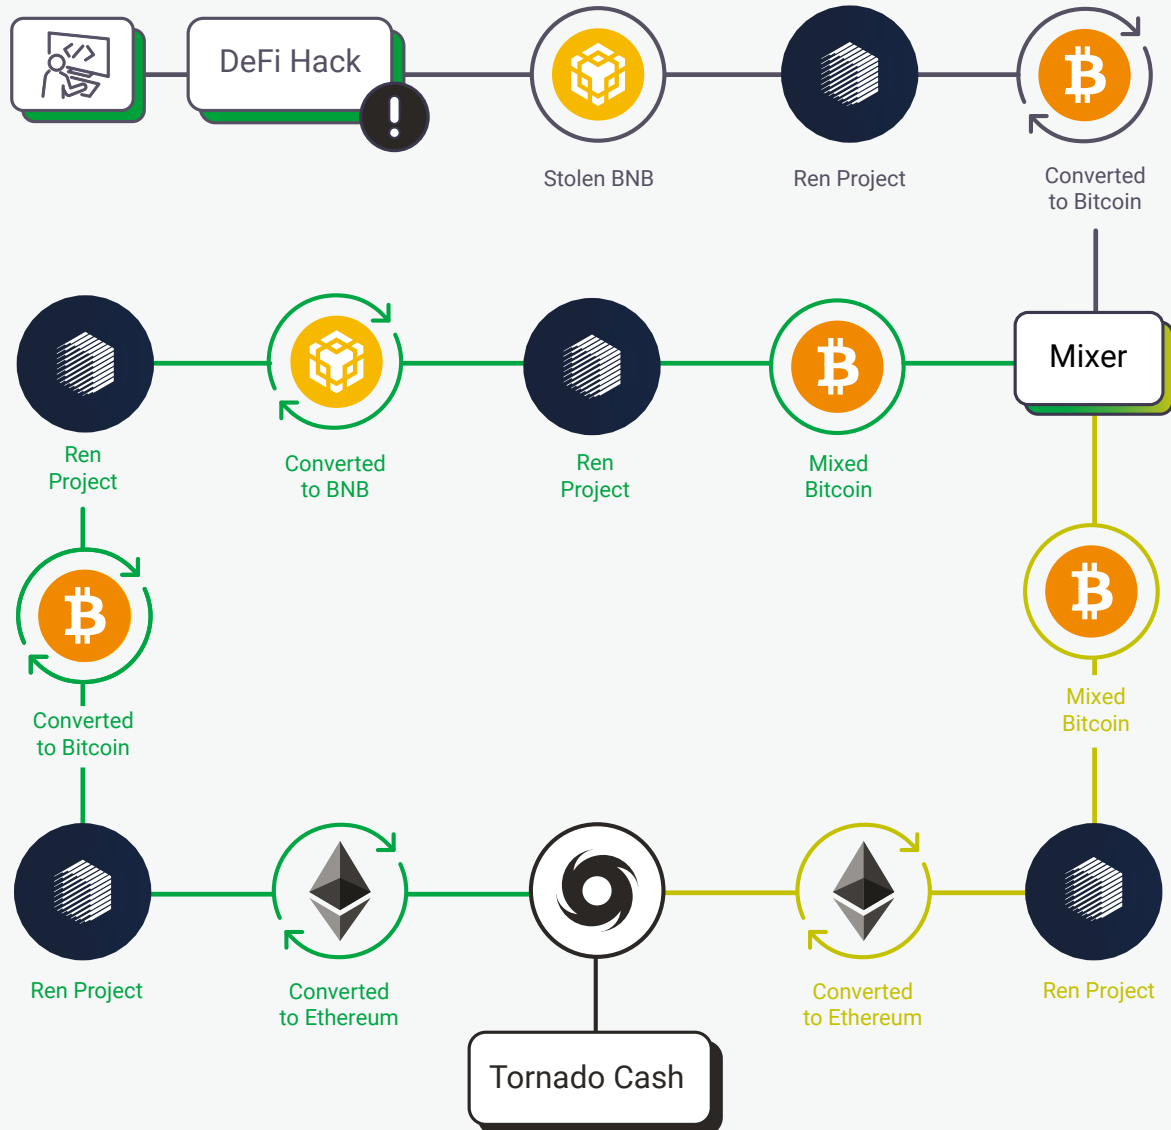 </>
DeFi Hack
!
Stolen BNB
Ren Project
Converted
to Bitcoin
Mixer
Mixed
Bitcoin
Ren
Project
Converted
to BNB
Ren
Project
Converted
to Bitcoin
Ren Project
Converted
to Ethereum
Mixed
Bitcoin
Ren Project
Converted
to Ethereum
Tornado Cash